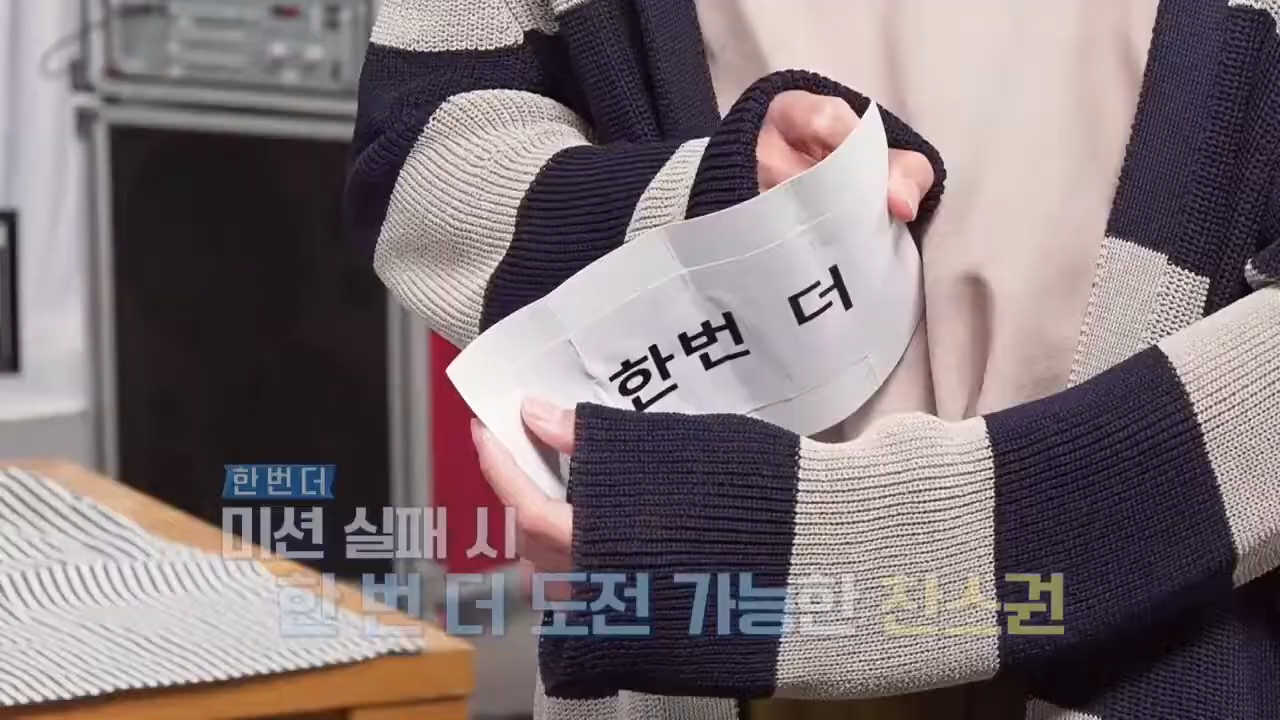 한번 더
한번더
미션 실패 시
한 번 더 도전 가능한 찬스권